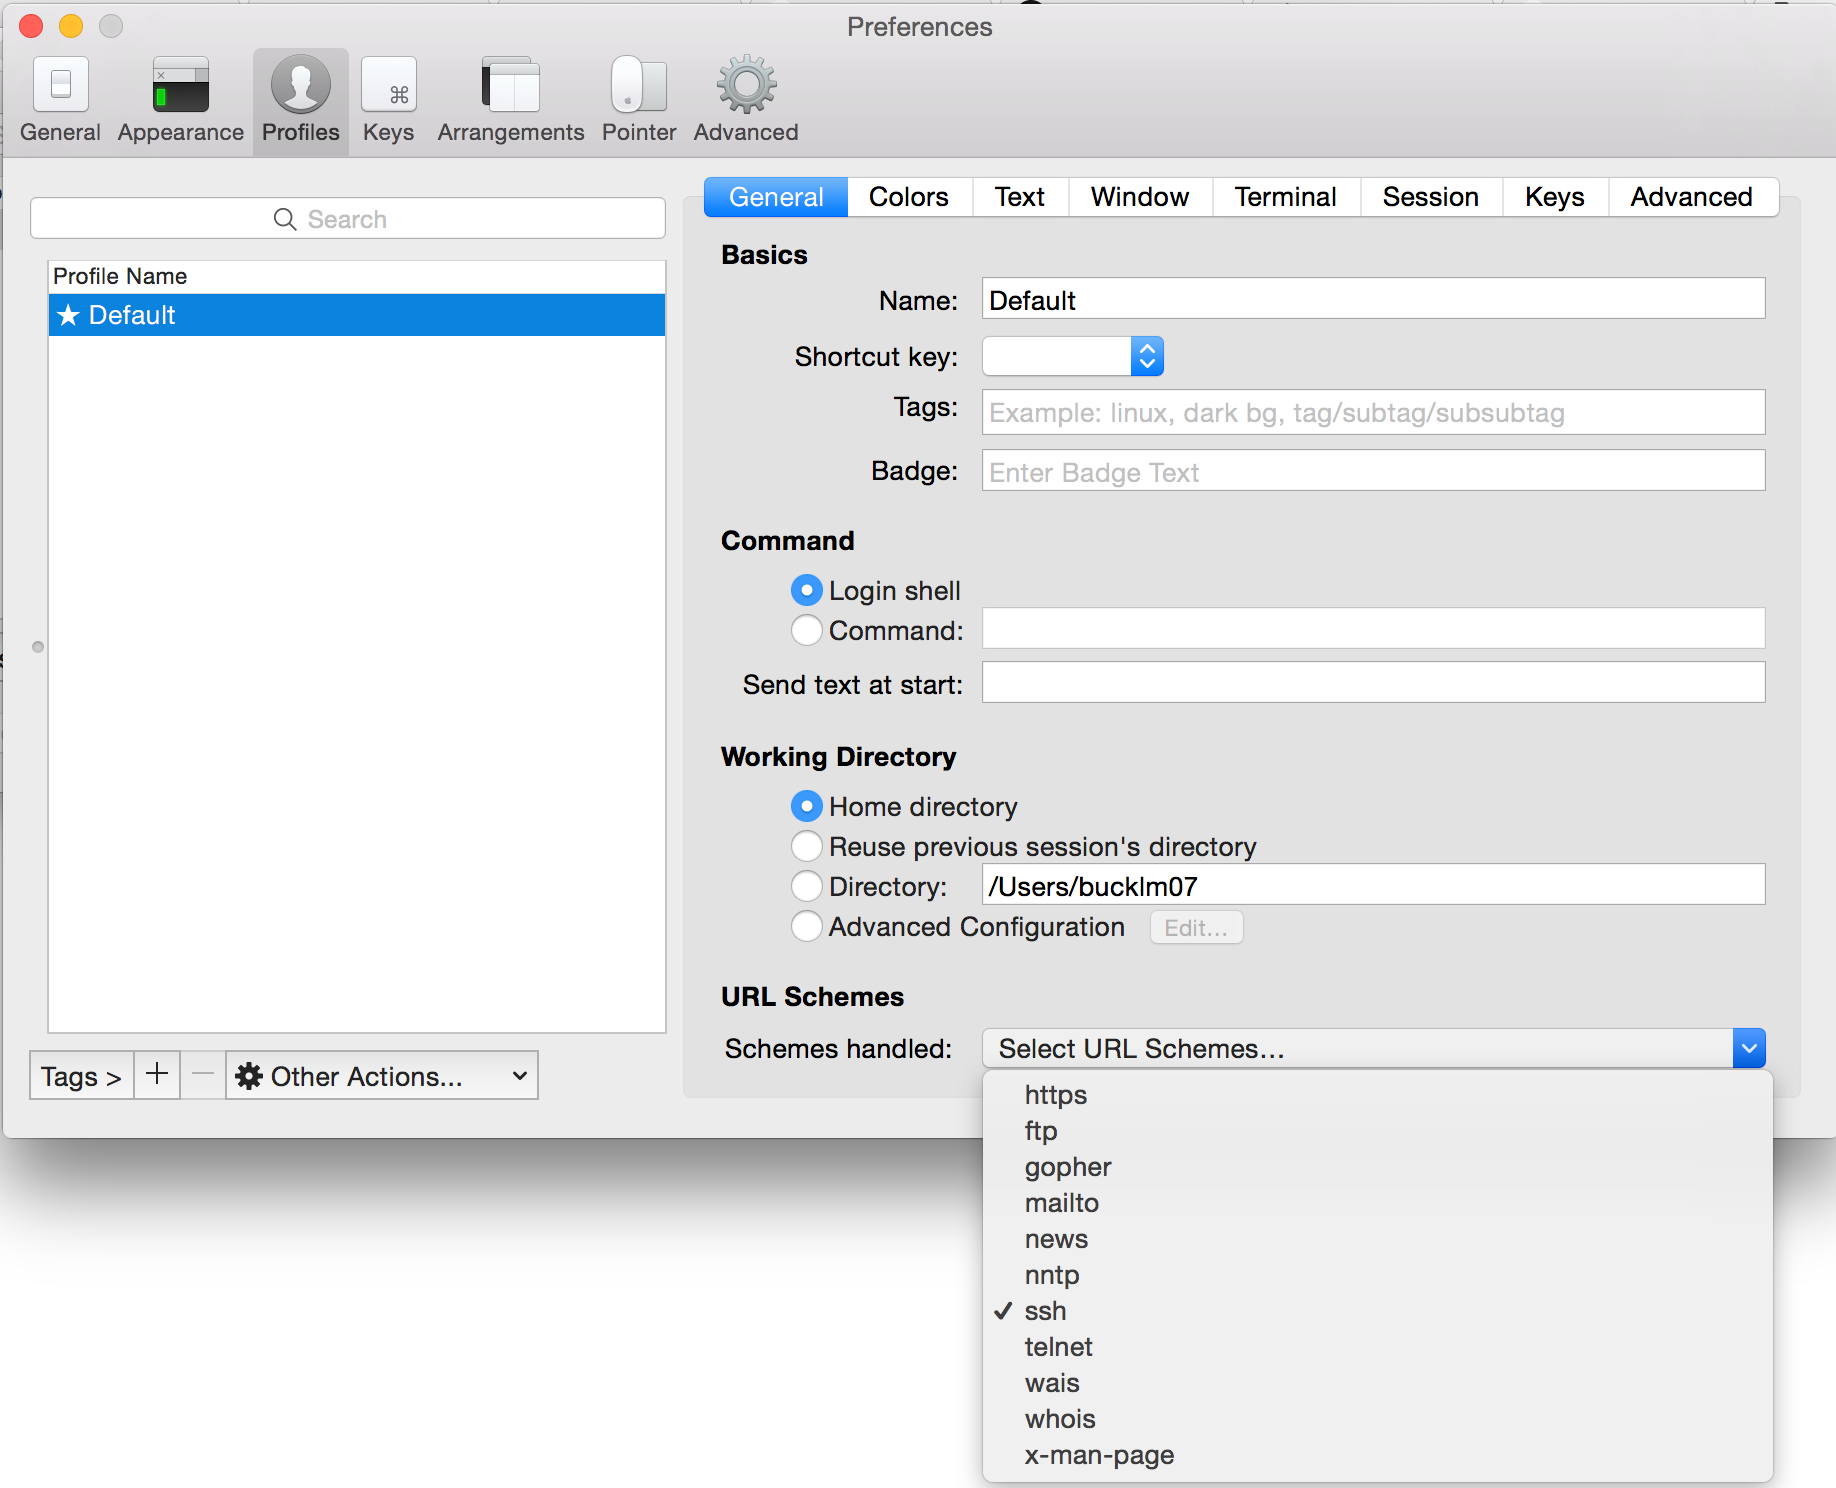 Preferences
General Appearance Profiles Keys Arrangements Pointer Advanced
Search
Profile Name
★ Default
Tags > + − Other Actions...
General Colors Text Window Terminal Session Keys Advanced
Basics
Name: Default
Shortcut key:
Tags: Example: linux, dark bg, tag/subtag/subsubtag
Badge: Enter Badge Text
Command
Login shell
Command:
Send text at start:
Working Directory
Home directory
Reuse previous session's directory
Directory: /Users/bucklm07
Advanced Configuration Edit...
URL Schemes
Schemes handled: Select URL Schemes...
https
ftp
gopher
mailto
news
nntp
✓ ssh
telnet
wais
whois
x-man-page